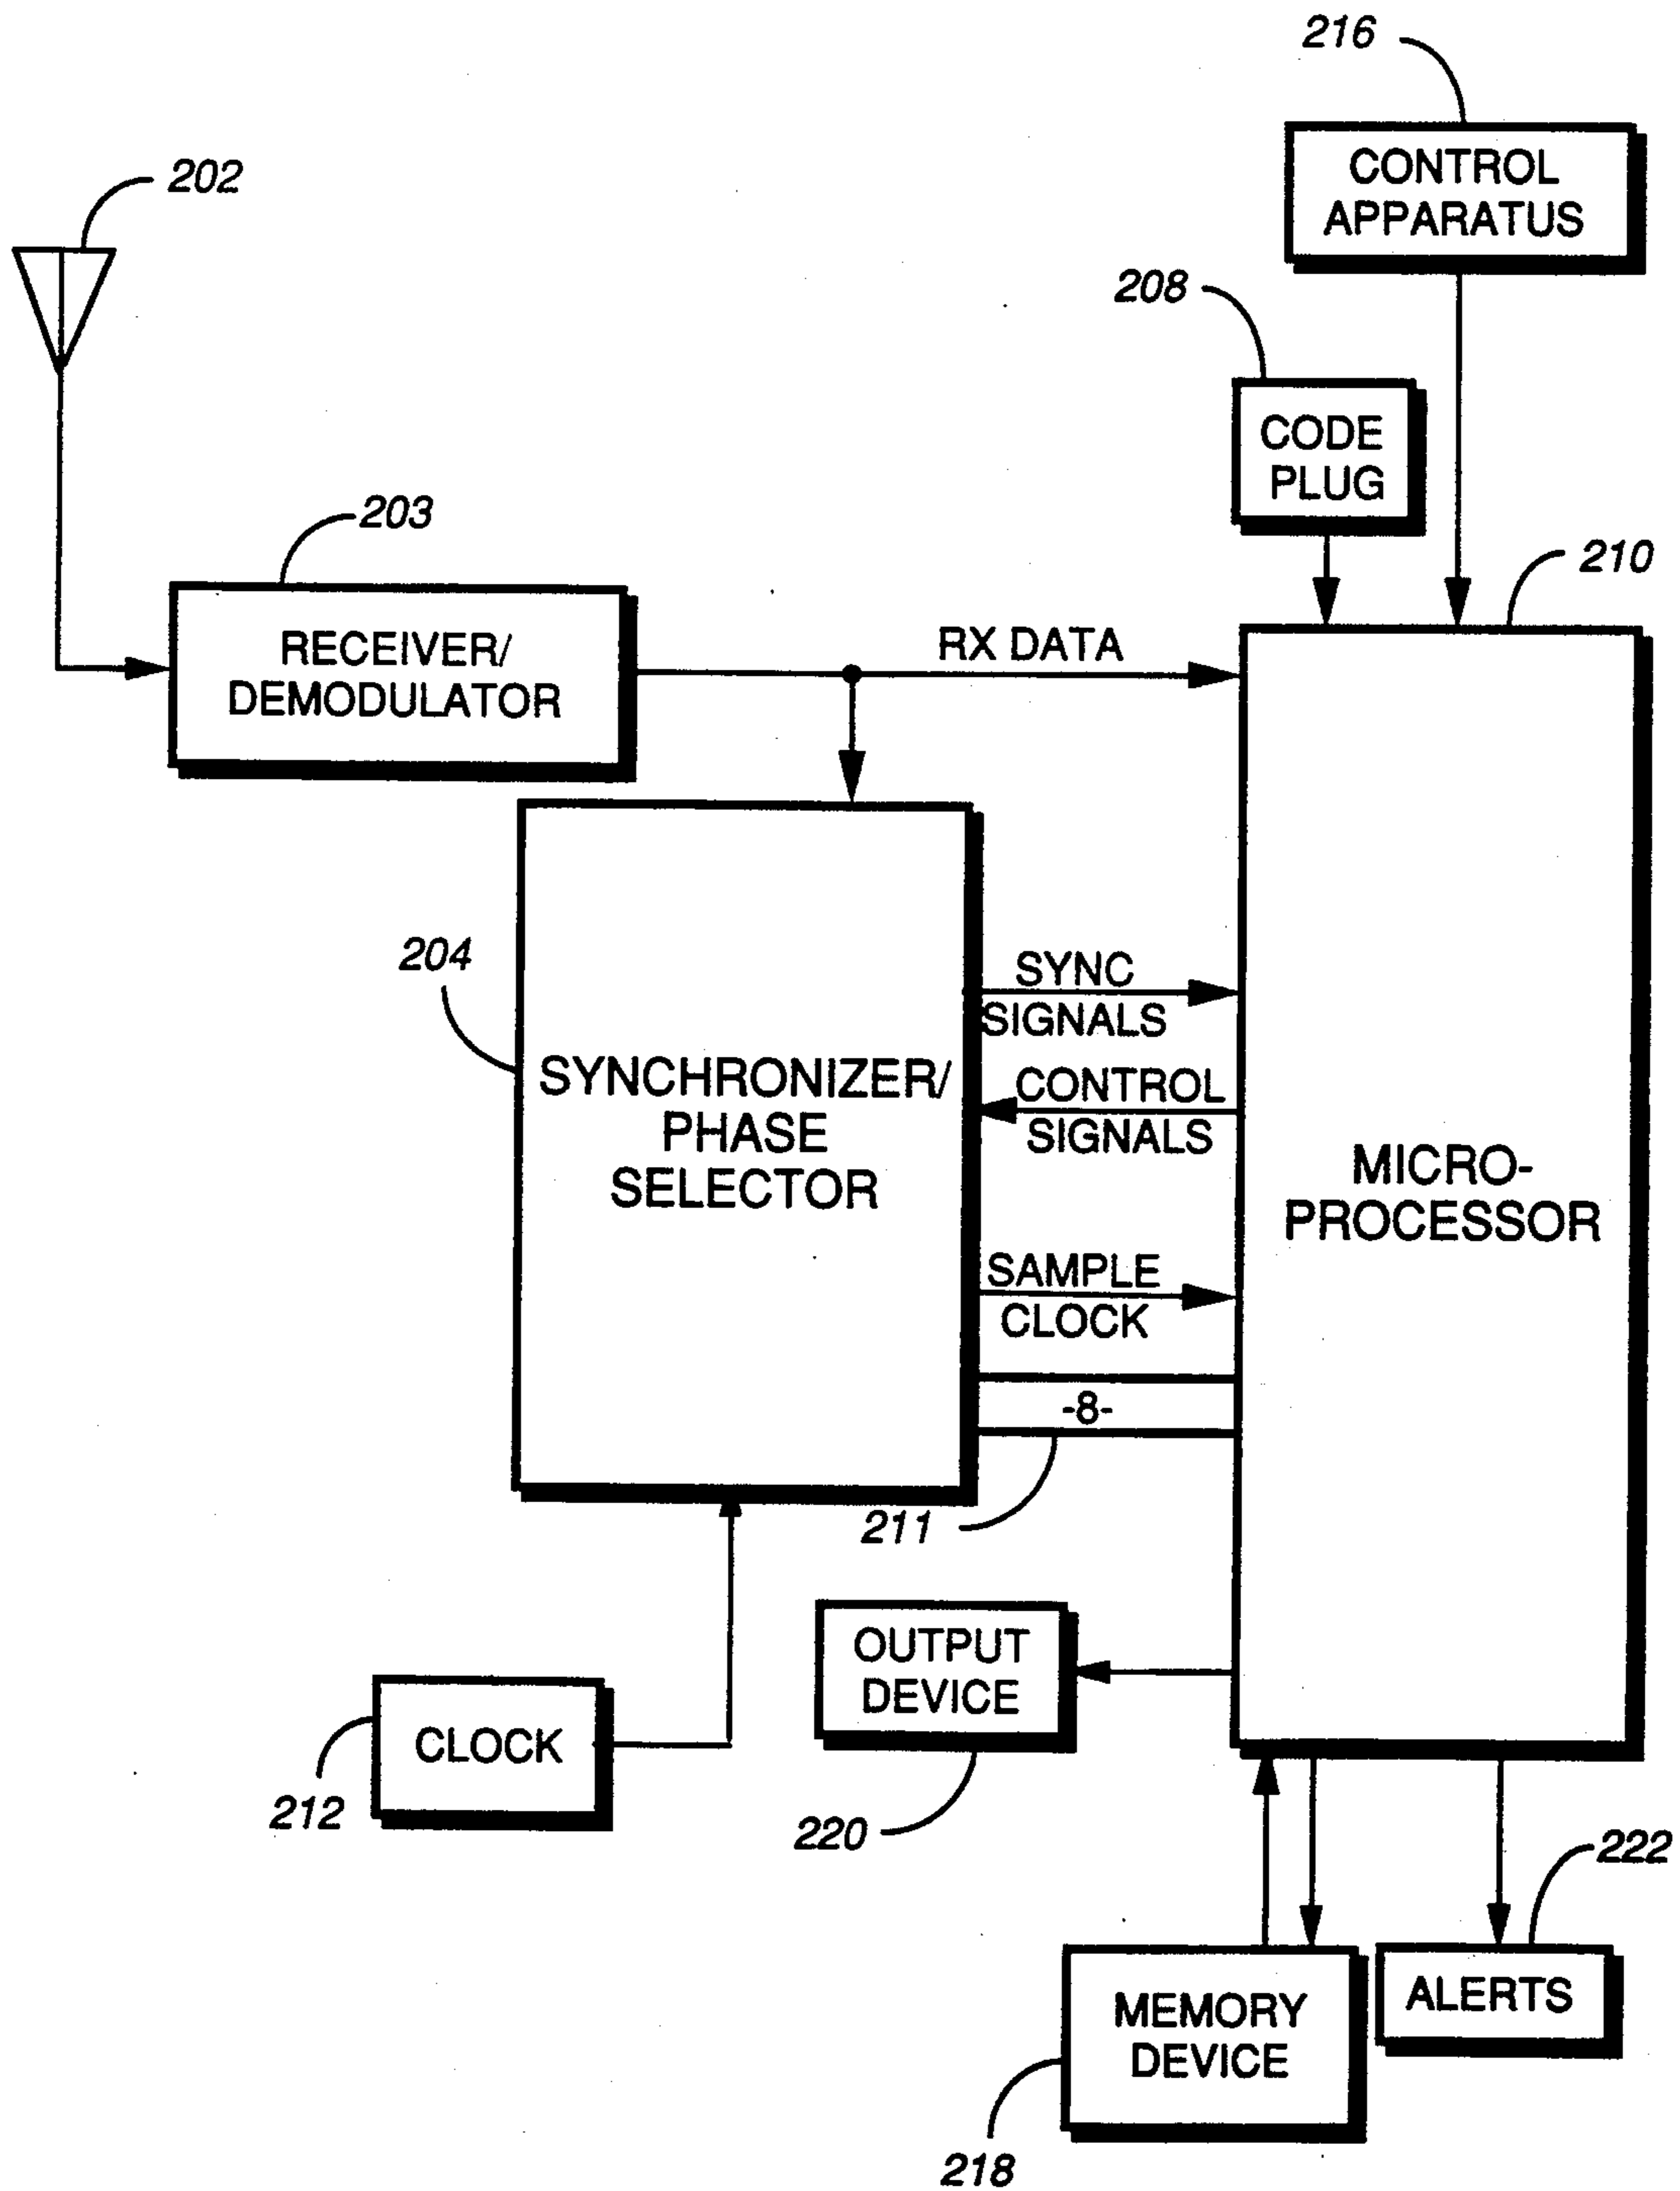 216
CONTROL
APPARATUS
202
208
CODE
PLUG
203
210
RECEIVER/
DEMODULATOR
RX DATA
204
SYNC
SIGNALS
SYNCHRONIZER/
PHASE
SELECTOR
CONTROL
SIGNALS
MICRO-
PROCESSOR
SAMPLE
CLOCK
-8-
211
OUTPUT
DEVICE
CLOCK
212
220
222
MEMORY
DEVICE
ALERTS
218